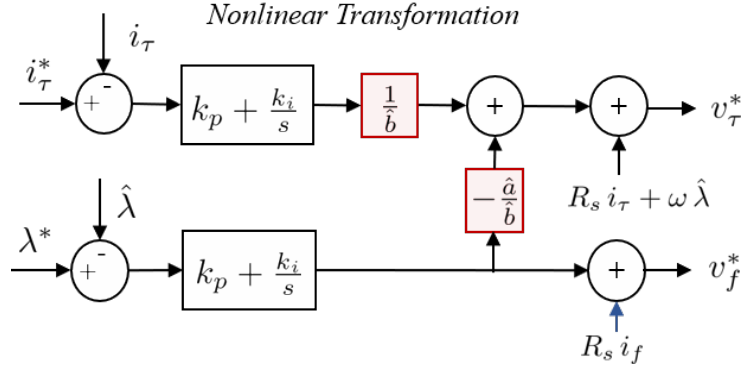 Nonlinear Transformation
i_τ
i_τ^*
+ -
k_p + k_i/s
1/b̂
+
+
v_τ^*
-â/b̂
R_s i_τ + ω λ̂
λ̂
λ^*
+ -
k_p + k_i/s
+
v_f^*
R_s i_f